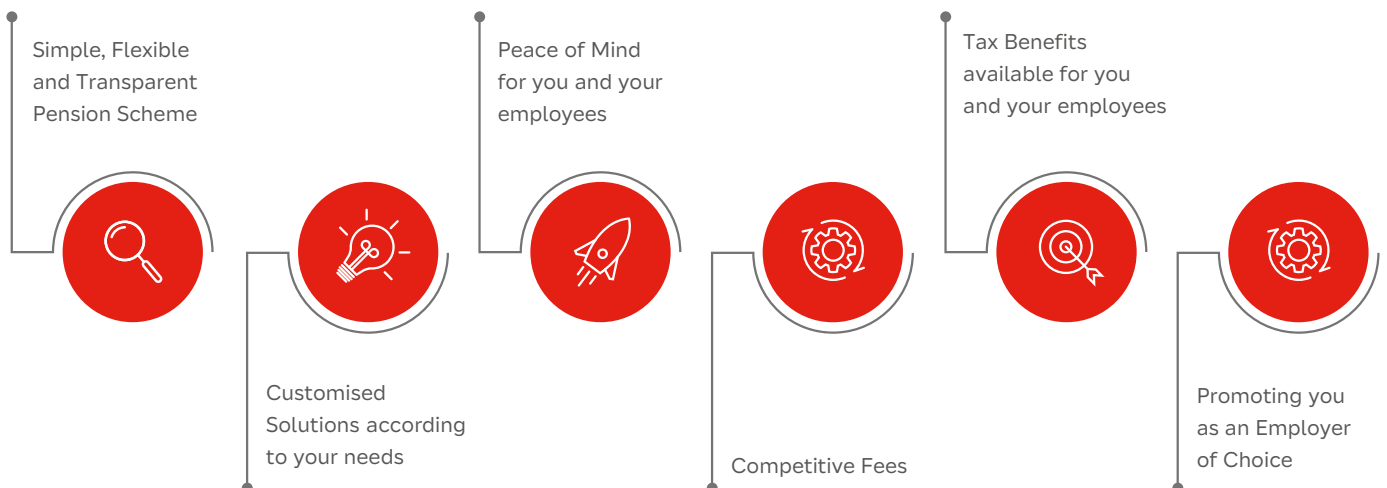 Simple, Flexible
and Transparent
Pension Scheme
Customised
Solutions according
to your needs
Peace of Mind
for you and your
employees
Competitive Fees
Tax Benefits
available for you
and your employees
Promoting you
as an Employer
of Choice